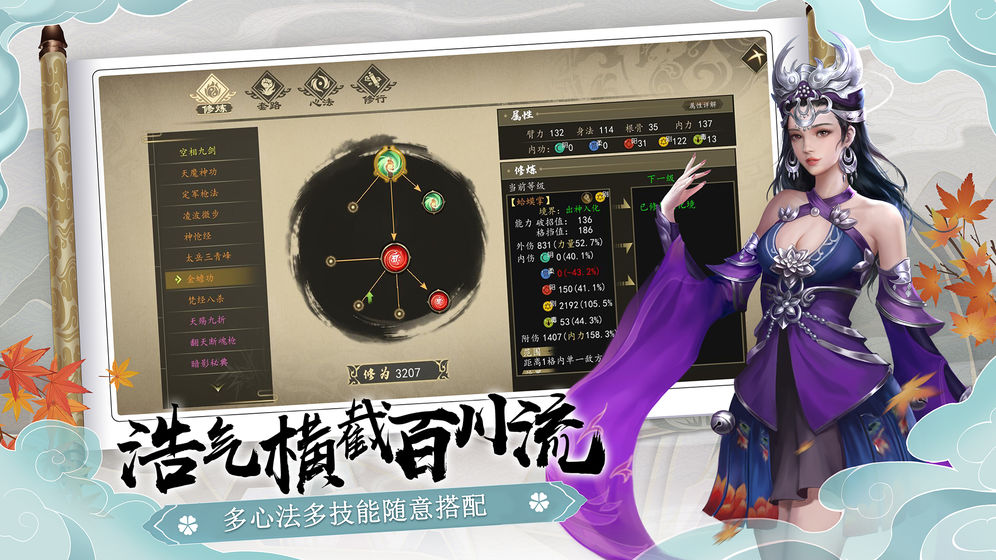 修炼 套路 心法 修行
空相九剑
天魔神功
定军枪法
凌波微步
神伦经
太岳三青峰
金蟾功
梵经八杀
天殇九折
翻天断魂枪
暗影秘典
修为 3207
属性 属性详解
臂力 132 身法 114 根骨 35 内力 137
内功: 0 0 31 122 13
修炼
当前等级 下一级
【蛤蟆掌】
境界: 出神入化
能力 破招值: 136
格挡值: 186
外伤 831(力量52.7%)
内伤 0(40.1%)
0(-43.2%)
150(41.1%)
2192(105.5%
53(44.3%)
附伤 1407(内力158.3%
范围
距离1格内单一敌方
已修
浩气横截百川流
多心法多技能随意搭配